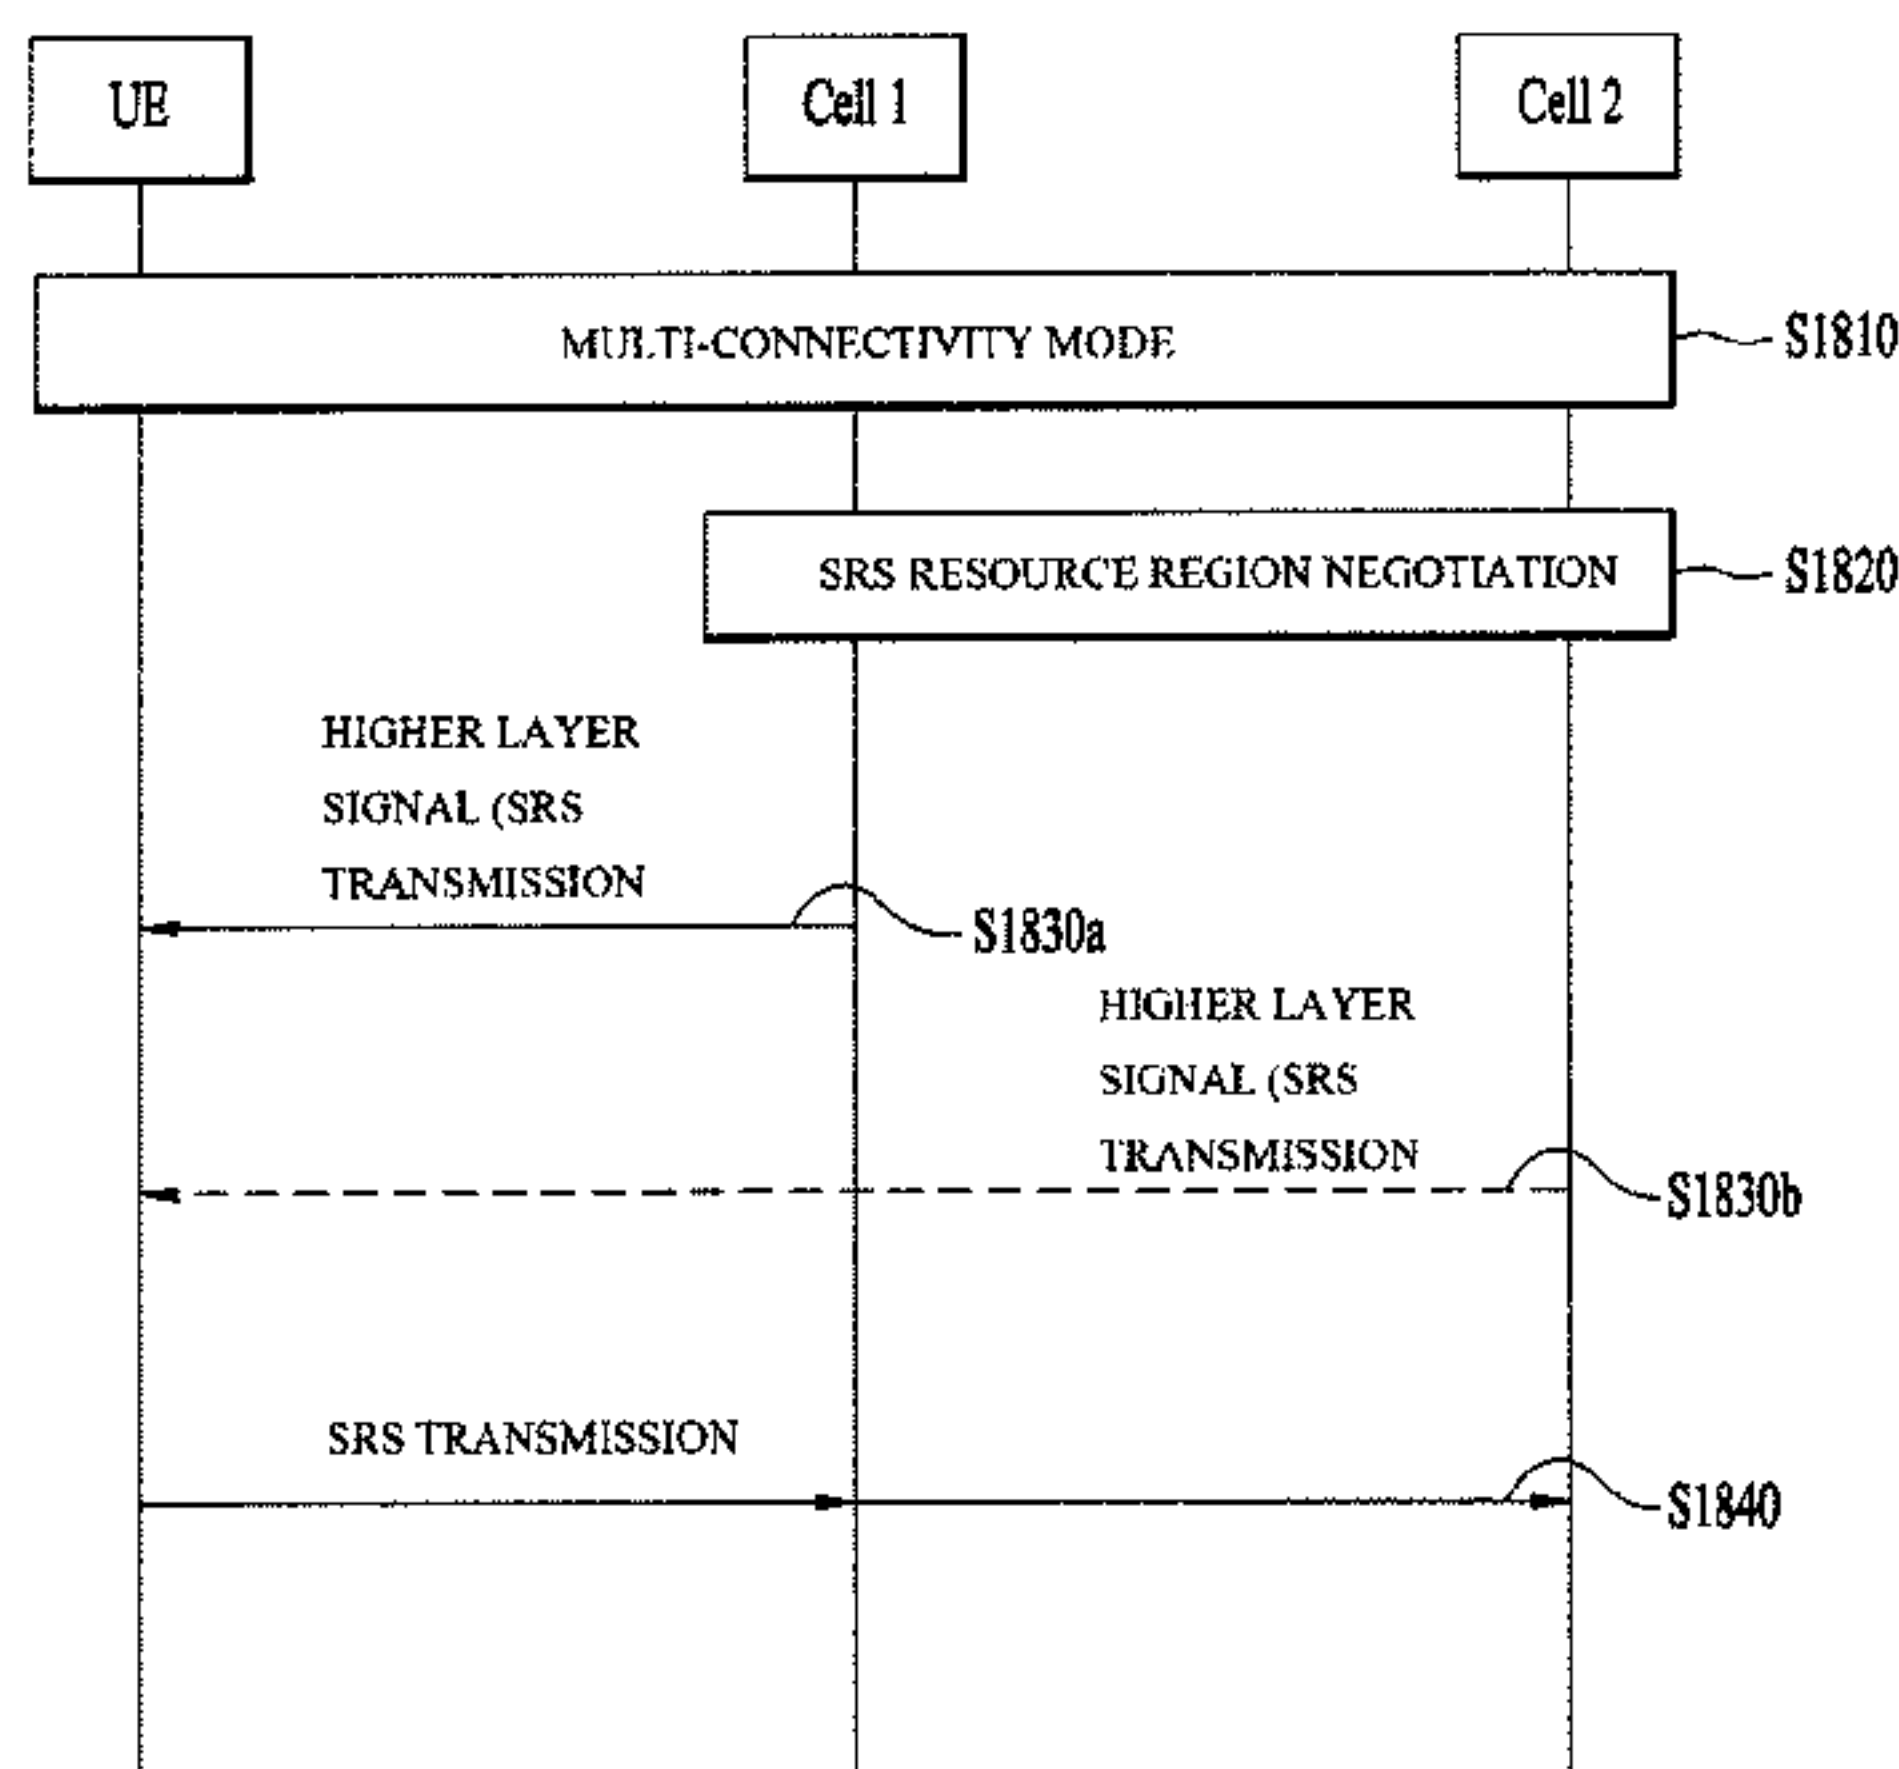 UE
Cell 1
Cell 2
MULTI-CONNECTIVITY MODE
S1810
SRS RESOURCE REGION NEGOTIATION
S1820
HIGHER LAYER
SIGNAL (SRS
TRANSMISSION
S1830a
HIGHER LAYER
SIGNAL (SRS
TRANSMISSION
S1830b
SRS TRANSMISSION
S1840